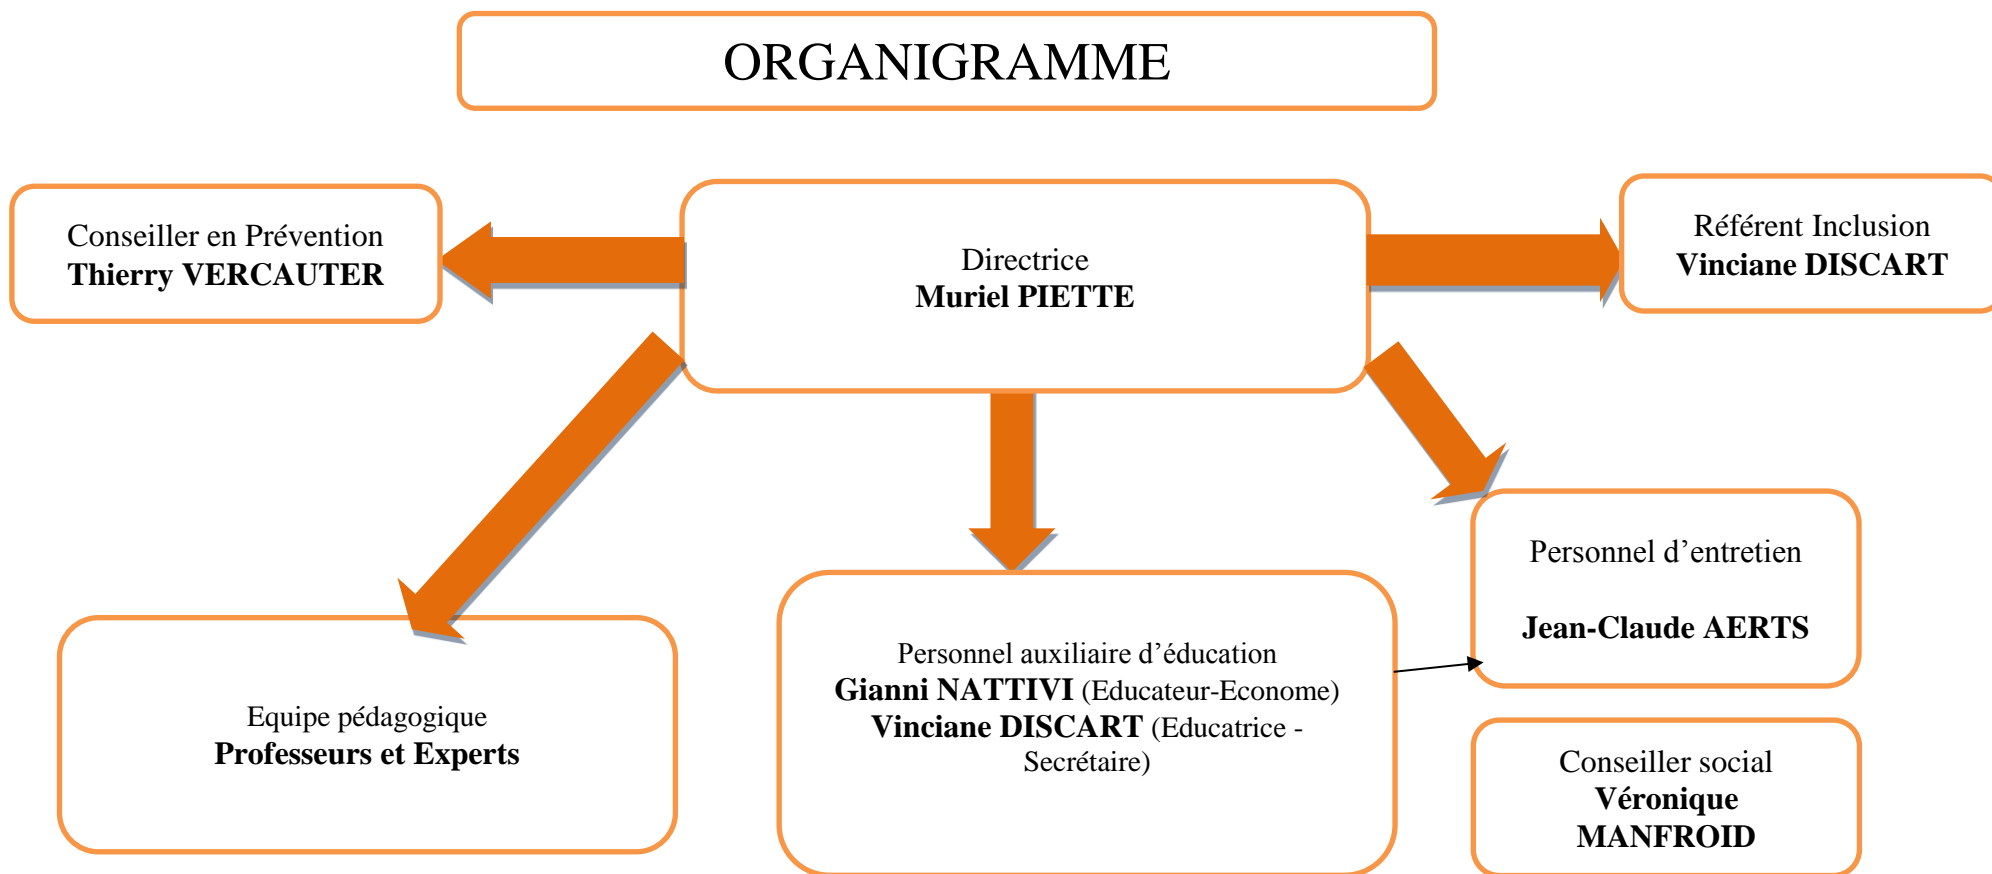 ORGANIGRAMME
Conseiller en Prévention
Thierry VERCAUTER
Directrice
Muriel PIETTE
Référent Inclusion
Vinciane DISCART
Personnel d’entretien
Jean-Claude AERTS
Personnel auxiliaire d’éducation
Gianni NATTIVI (Educateur-Econome)
Vinciane DISCART (Educatrice -
Secrétaire)
Equipe pédagogique
Professeurs et Experts
Conseiller social
Véronique
MANFROID